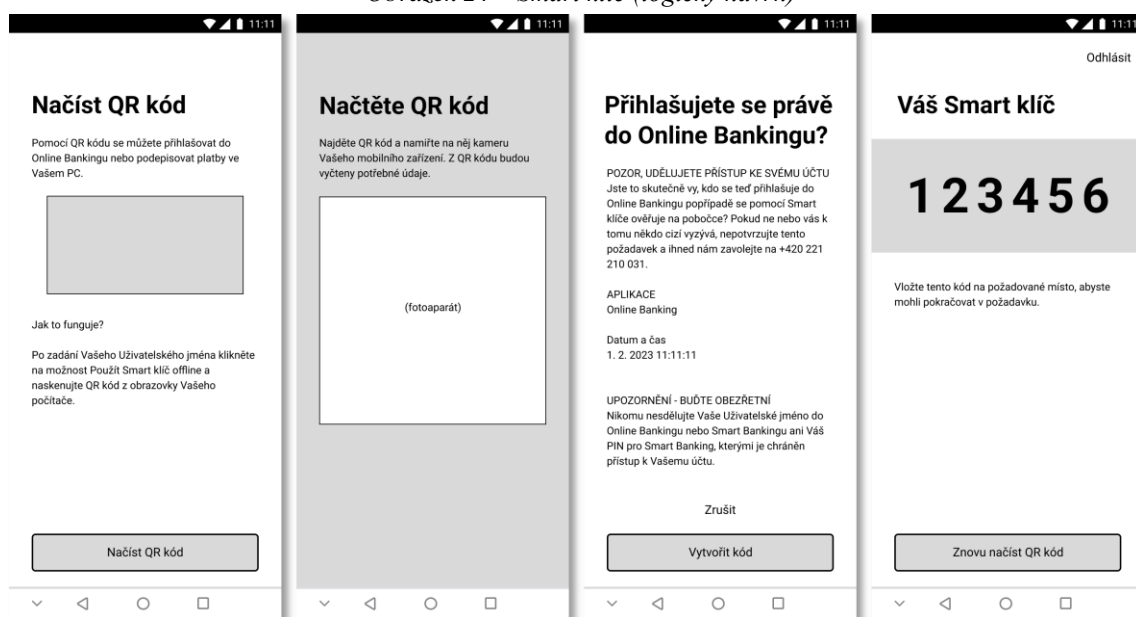 11:11
Načíst QR kód
Pomocí QR kódu se můžete přihlašovat do
Online Bankingu nebo podepisovat platby ve
Vašem PC.
Jak to funguje?
Po zadání Vašeho Uživatelského jména klikněte
na možnost Použít Smart klíč offline a
naskenujte QR kód z obrazovky Vašeho
počítače.
Načíst QR kód
11:11
Načtěte QR kód
Najděte QR kód a namiřte na něj kameru
Vašeho mobilního zařízení. Z QR kódu budou
vyčteny potřebné údaje.
(fotoaparát)
11:11
Přihlašujete se právě
do Online Bankingu?
POZOR, UDĚLUJETE PŘÍSTUP KE SVÉMU ÚČTU
Jste to skutečně vy, kdo se teď přihlašuje do
Online Bankingu popřípadě se pomocí Smart
klíče ověřuje na pobočce? Pokud ne nebo vás k
tomu někdo cizí vyzývá, nepotvrzujte tento
požadavek a ihned nám zavolejte na +420 221
210 031.
APLIKACE
Online Banking
Datum a čas
1. 2. 2023 11:11:11
UPOZORNĚNÍ - BUĎTE OBEZŘETNÍ
Nikomu nesdělujte Vaše Uživatelské jméno do
Online Bankingu nebo Smart Bankingu ani Váš
PIN pro Smart Banking, kterými je chráněn
přístup k Vašemu účtu.
Zrušit
Vytvořit kód
11:11
Odhlásit
Váš Smart klíč
123456
Vložte tento kód na požadované místo, abyste
mohli pokračovat v požadavku.
Znovu načíst QR kód